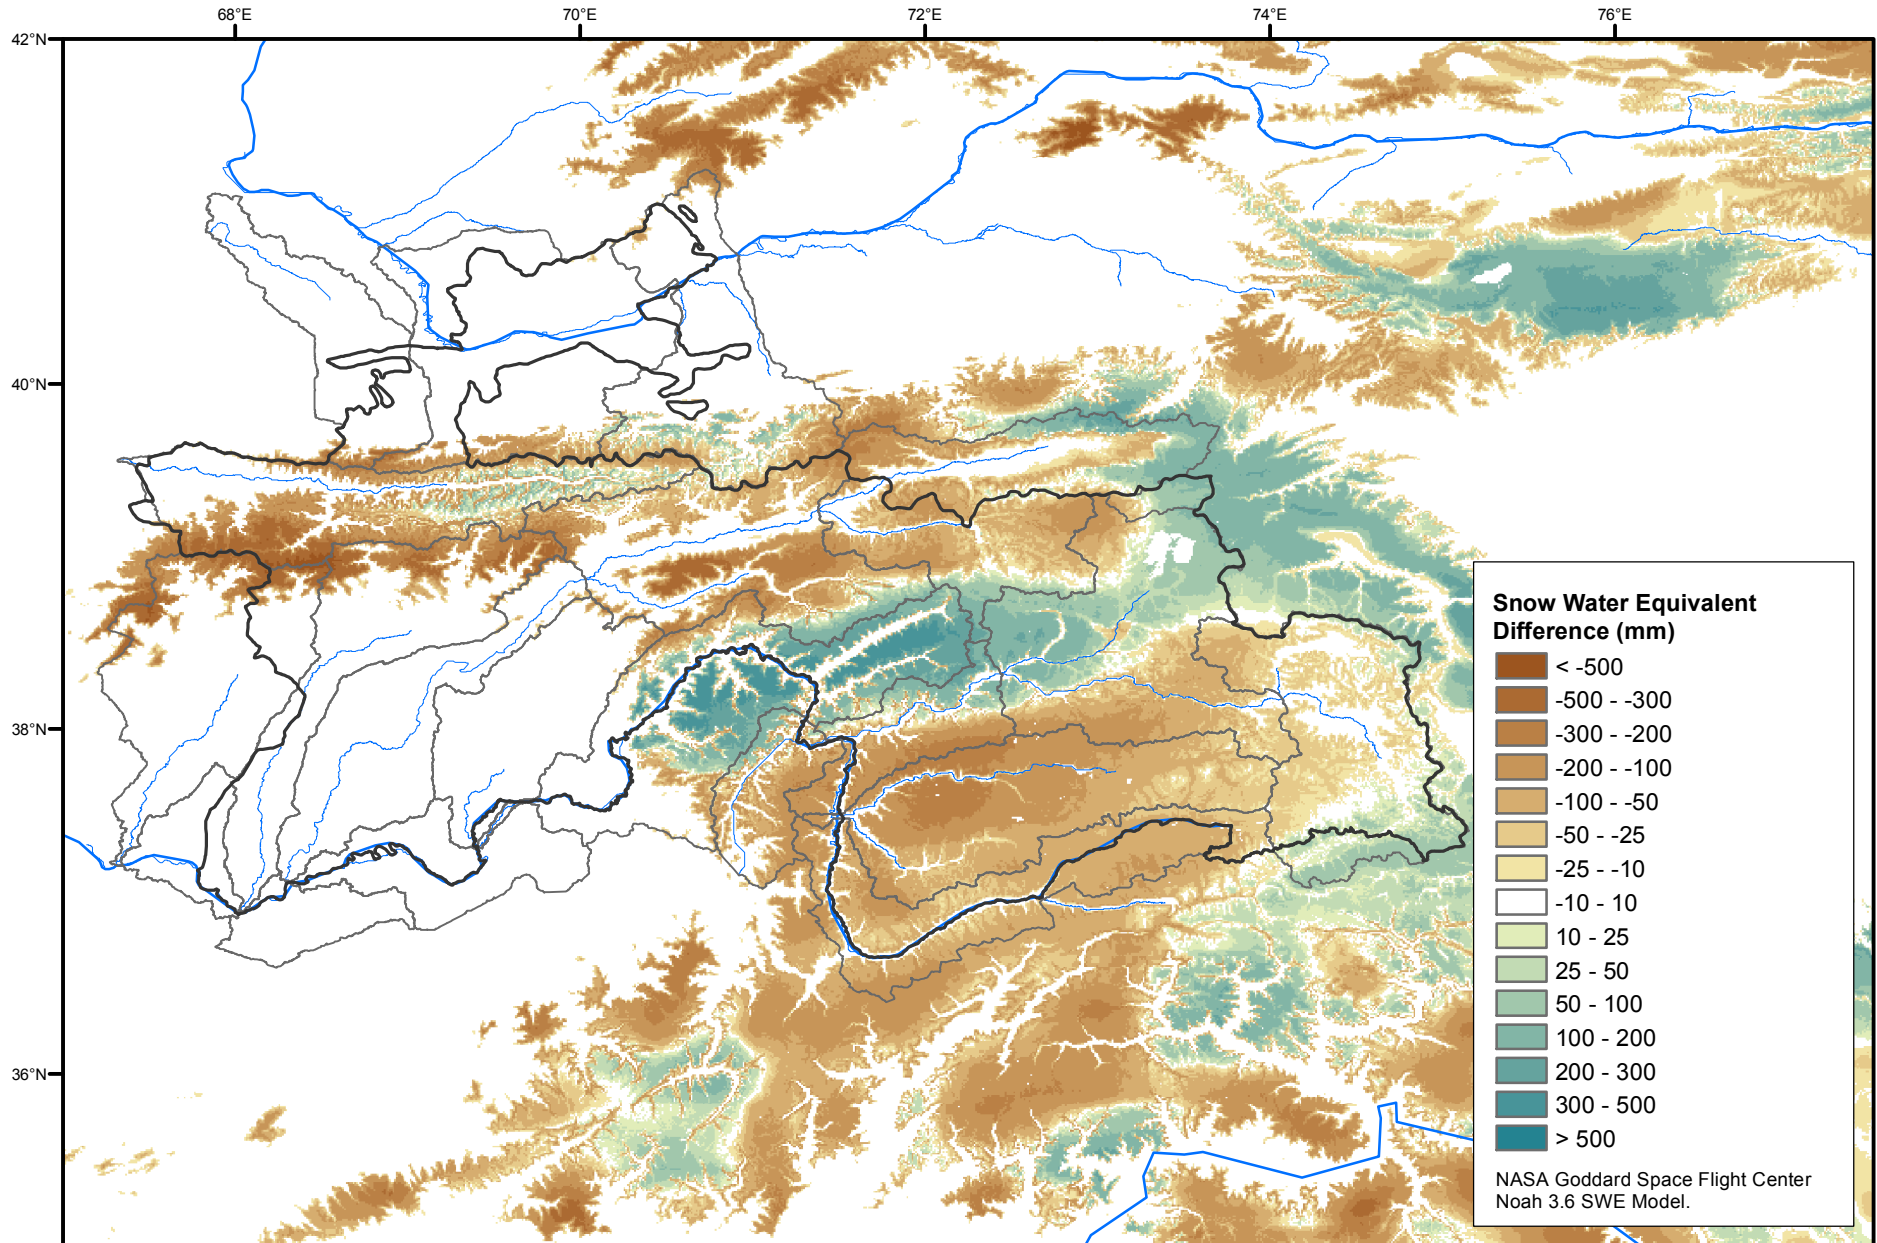 68°E 70°E 72°E 74°E 76°E
42°N
40°N
38°N
36°N
Snow Water Equivalent
Difference (mm)
< -500
-500 - -300
-300 - -200
-200 - -100
-100 - -50
-50 - -25
-25 - -10
-10 - 10
10 - 25
25 - 50
50 - 100
100 - 200
200 - 300
300 - 500
> 500
NASA Goddard Space Flight Center
Noah 3.6 SWE Model.